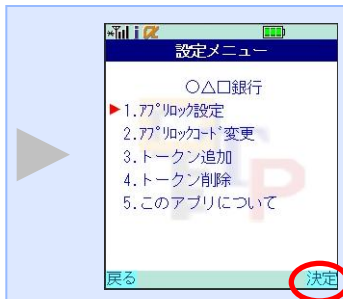 設定メニュー
○△□銀行
1.ｱﾌﾟﾘﾛｯｸ設定
2.ｱﾌﾟﾘﾛｯｸｺｰﾄﾞ変更
3.トークン追加
4.トークン削除
5.このアプリについて
戻る 決定